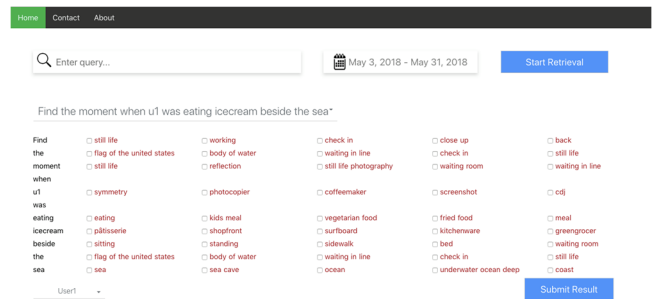 Home Contact About
Enter query... May 3, 2018 - May 31, 2018 Start Retrieval
Find the moment when u1 was eating icecream beside the sea"
Find still life working check in close up back
the flag of the united states body of water waiting in line check in still life
moment still life reflection still life photography waiting room waiting in line
when
u1 symmetry photocopier coffeemaker screenshot cdj
was
eating eating kids meal vegetarian food fried food meal
icecream pâtisserie shopfront surfboard kitchenware greengrocer
beside sitting standing sidewalk bed waiting room
the flag of the united states body of water waiting in line check in still life
sea sea sea cave ocean underwater ocean deep coast
User1 Submit Result